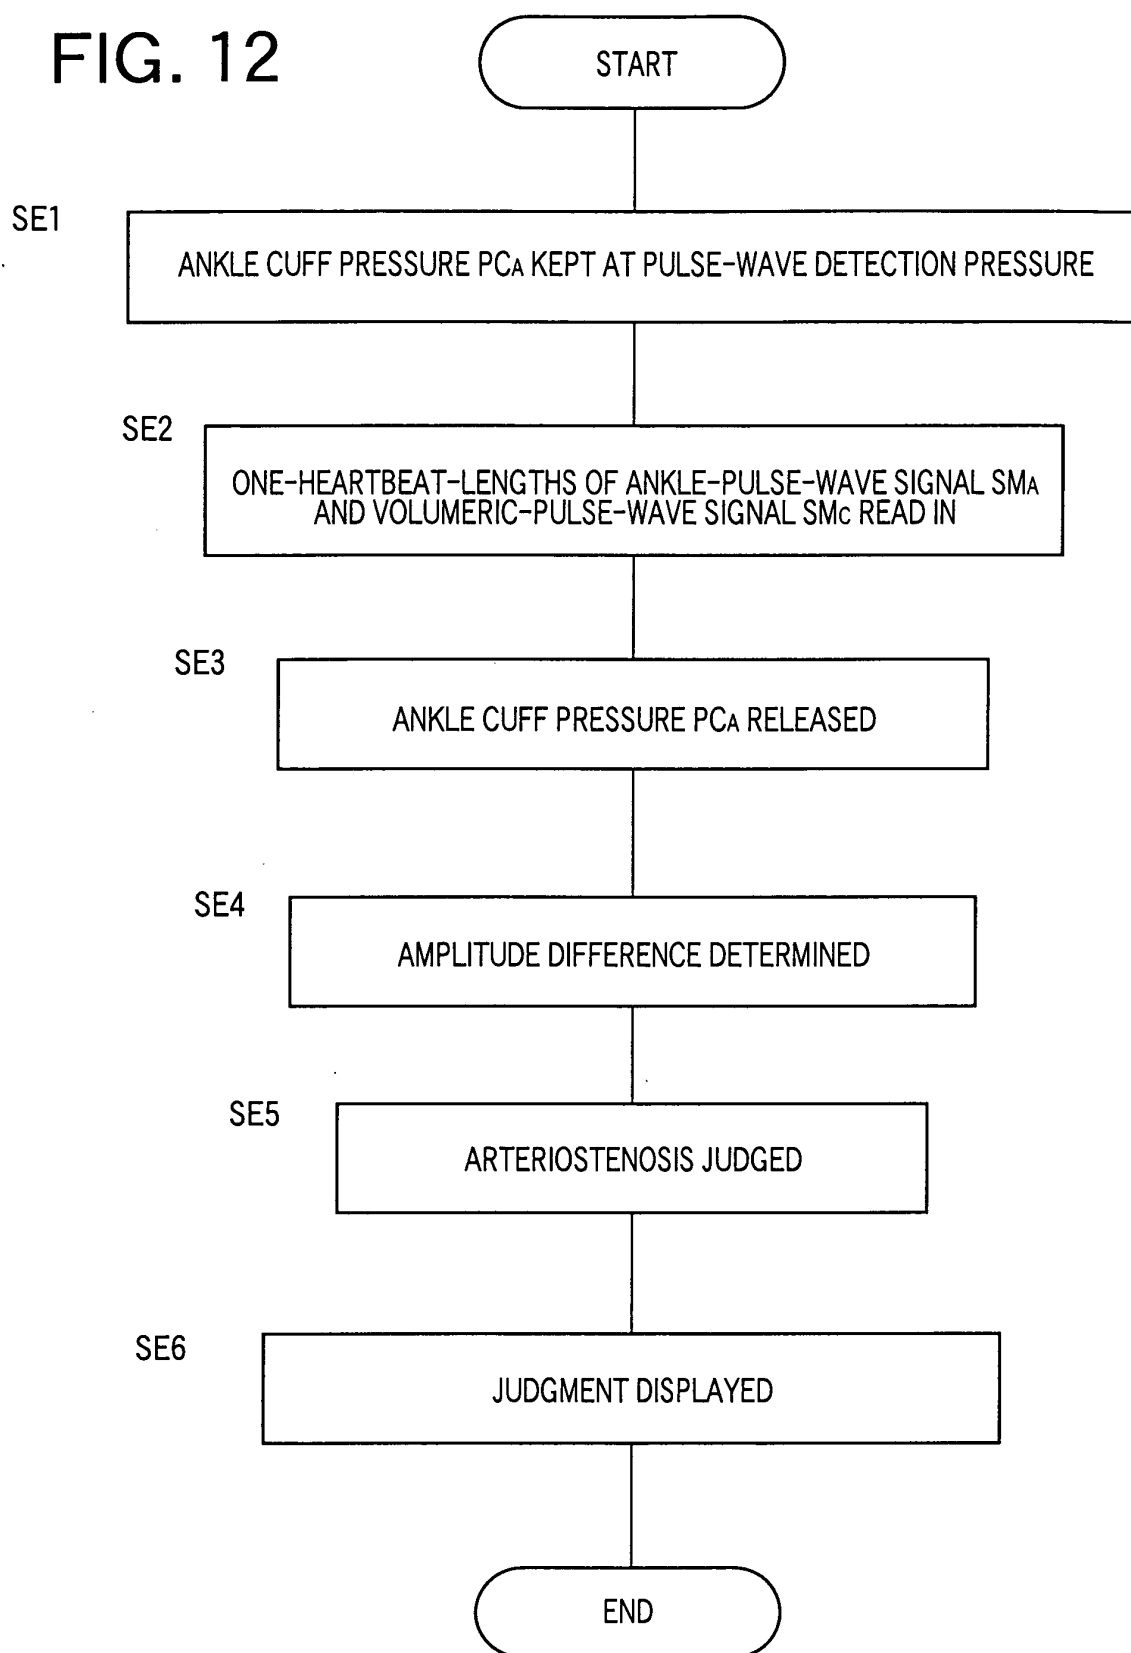 FIG. 12
START
SE1
ANKLE CUFF PRESSURE PCA KEPT AT PULSE-WAVE DETECTION PRESSURE
SE2
ONE-HEARTBEAT-LENGTHS OF ANKLE-PULSE-WAVE SIGNAL SMA
AND VOLUMERIC-PULSE-WAVE SIGNAL SMC READ IN
SE3
ANKLE CUFF PRESSURE PCA RELEASED
SE4
AMPLITUDE DIFFERENCE DETERMINED
SE5
ARTERIOSTENOSIS JUDGED
SE6
JUDGMENT DISPLAYED
END